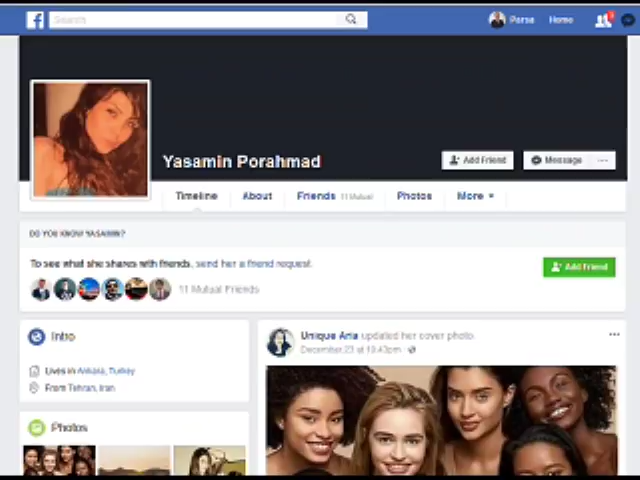 f Search
Parsa Home
Yasamin Porahmad
Add Friend Message ...
Timeline About Friends 11 Mutual Photos More
DO YOU KNOW YASAMIN?
To see what she shares with friends, send her a friend request.
Add Friend
11 Mutual Friends
Intro
Lives in Ankara, Turkey
From Tehran, Iran
Photos
Unique Aria updated her cover photo.
December 23 at 10:43pm